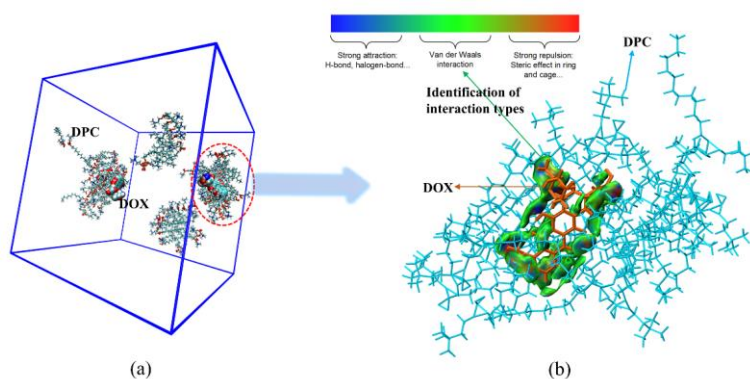 DPC
DOX
(a)
Strong attraction:
H-bond, halogen-bond...
Van der Waals
interaction
Strong repulsion:
Steric effect in ring
and cage...
DPC
Identification of
interaction types
DOX
(b)